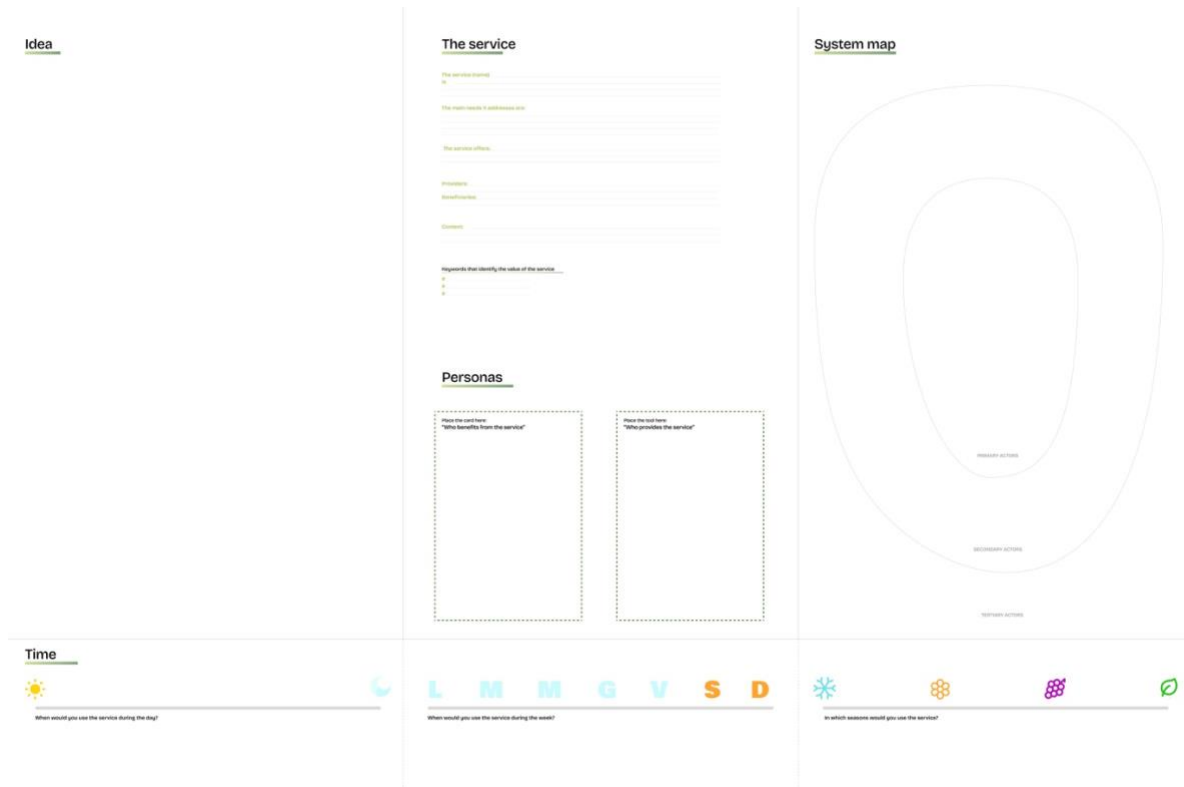 Idea
The service
The service (name)
is
The main needs it addresses are:
The service offers:
Providers:
Beneficiaries:
Context:
Keywords that identify the value of the service
#
#
#
Personas
Place the card here:
"Who benefits from the service"
Place the tool here:
"Who provides the service"
System map
PRIMARY ACTORS
SECONDARY ACTORS
TERTIARY ACTORS
Time
When would you use the service during the day?
L M M G V S D
When would you use the service during the week?
In which seasons would you use the service?